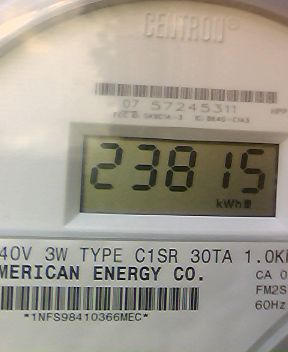 CENTRON®
07 57245311
23815
kWh
40V 3W TYPE C1SR 30TA 1.0K
MERICAN ENERGY CO.
CA 0
FM2S
60Hz
*1NFS98410366MEC*